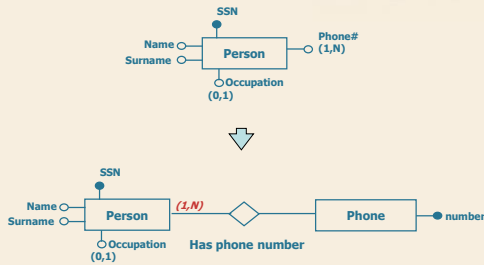 SSN
Name
Surname
Person
Phone#
(1,N)
Occupation
(0,1)
SSN
Name
Surname
Person
(1,N)
Phone
number
Occupation
(0,1)
Has phone number